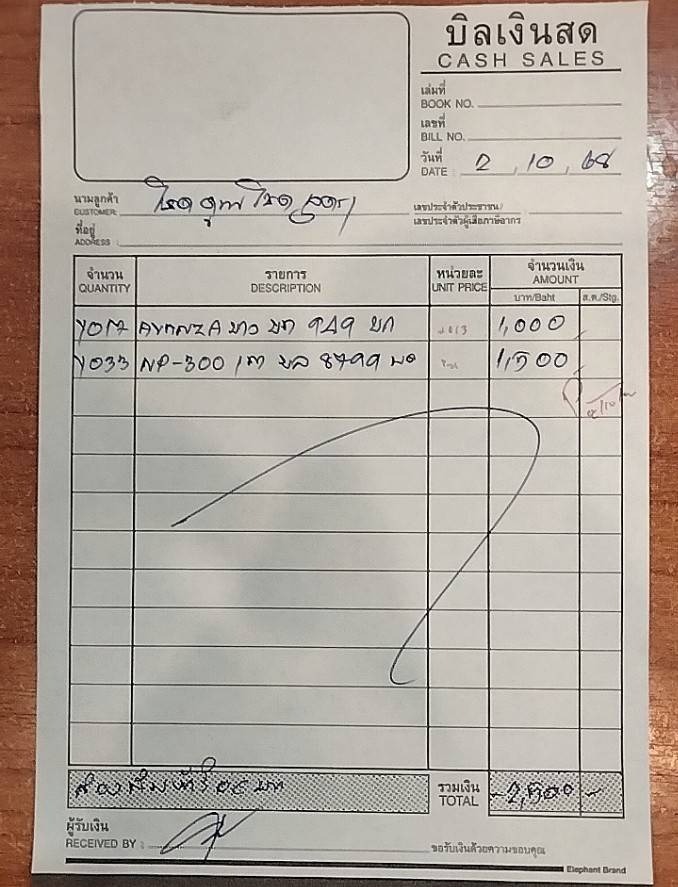 บิลเงินสด
CASH SALES
เล่มที่
BOOK NO.
เลขที่
BILL NO.
วันที่
DATE : 2, 10, 68
นามลูกค้า
CUSTOMER:
เลขประจำตัวประชาชน /
เลขประจำตัวผู้เสียภาษีอากร
ที่อยู่
ADDRESS :
จำนวน รายการ หน่วยละ จำนวนเงิน
QUANTITY DESCRIPTION UNIT PRICE AMOUNT
บาท/Baht ส.ต./Stg.
1,000
Y033 NP-300 8799 1,500
รวมเงิน
TOTAL -2,500-
ผู้รับเงิน
RECEIVED BY :
ขอรับเงินด้วยความขอบคุณ
Elephant Brand